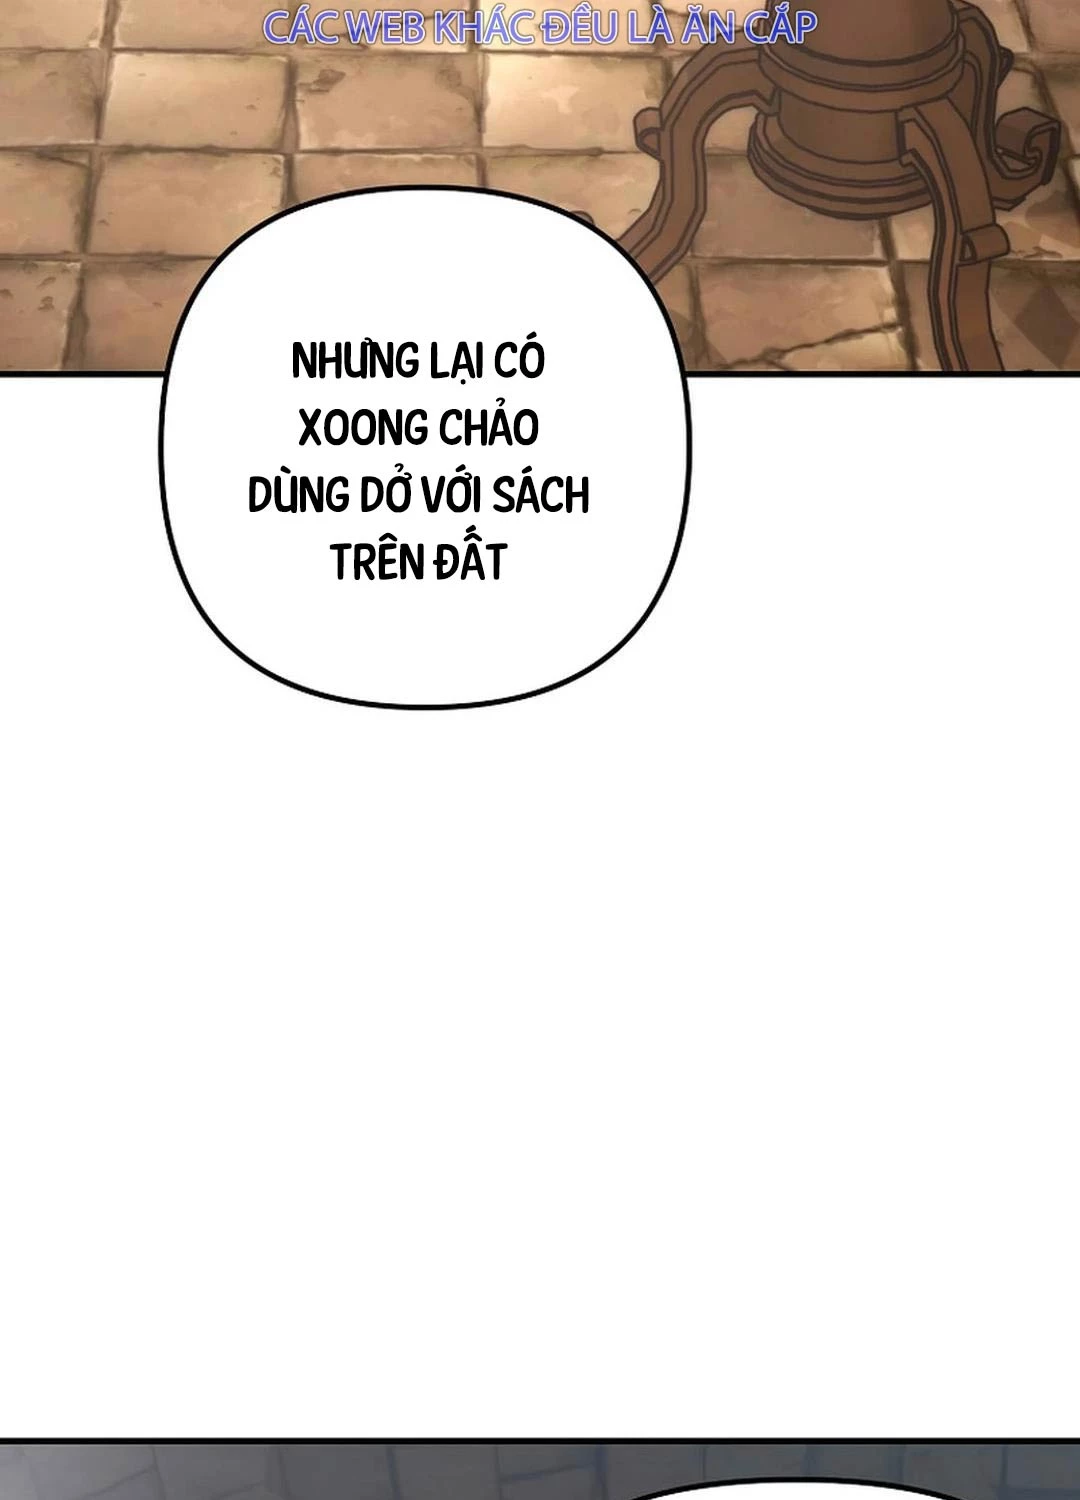 CÁC WEB KHÁC ĐỀU LÀ ĂN CẮP
NHƯNG LẠI CÓ
XOONG CHẢO
DÙNG DỞ VỚI SÁCH
TRÊN ĐẤT